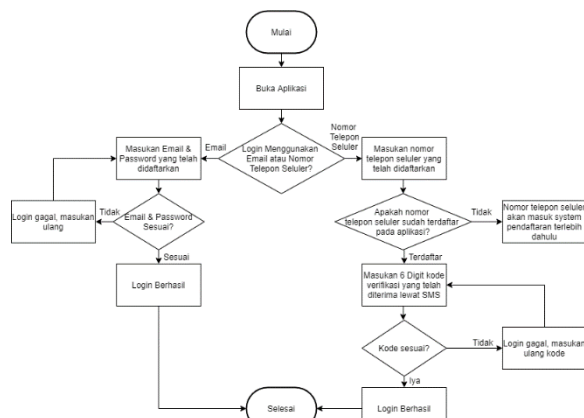 Mulai
Buka Aplikasi
Login Menggunakan
Email atau Nomor
Telepon Seluler?
Email
Nomor
Telepon
Seluler
Masukan Email &
Password yang telah
didaftarkan
Masukan nomor
telepon seluler yang
telah didaftarkan
Login gagal, masukan
ulang
Tidak
Email & Password
Sesuai?
Apakah nomor
telepon seluler sudah terdaftar
pada aplikasi?
Tidak
Nomor telepon seluler
akan masuk system
pendaftaran terlebih
dahulu
Sesuai
Terdaftar
Login Berhasil
Masukan 6 Digit kode
verifikasi yang telah
diterima lewat SMS
Kode sesuai?
Tidak
Login gagal, masukan
ulang kode
Iya
Selesai
Login Berhasil